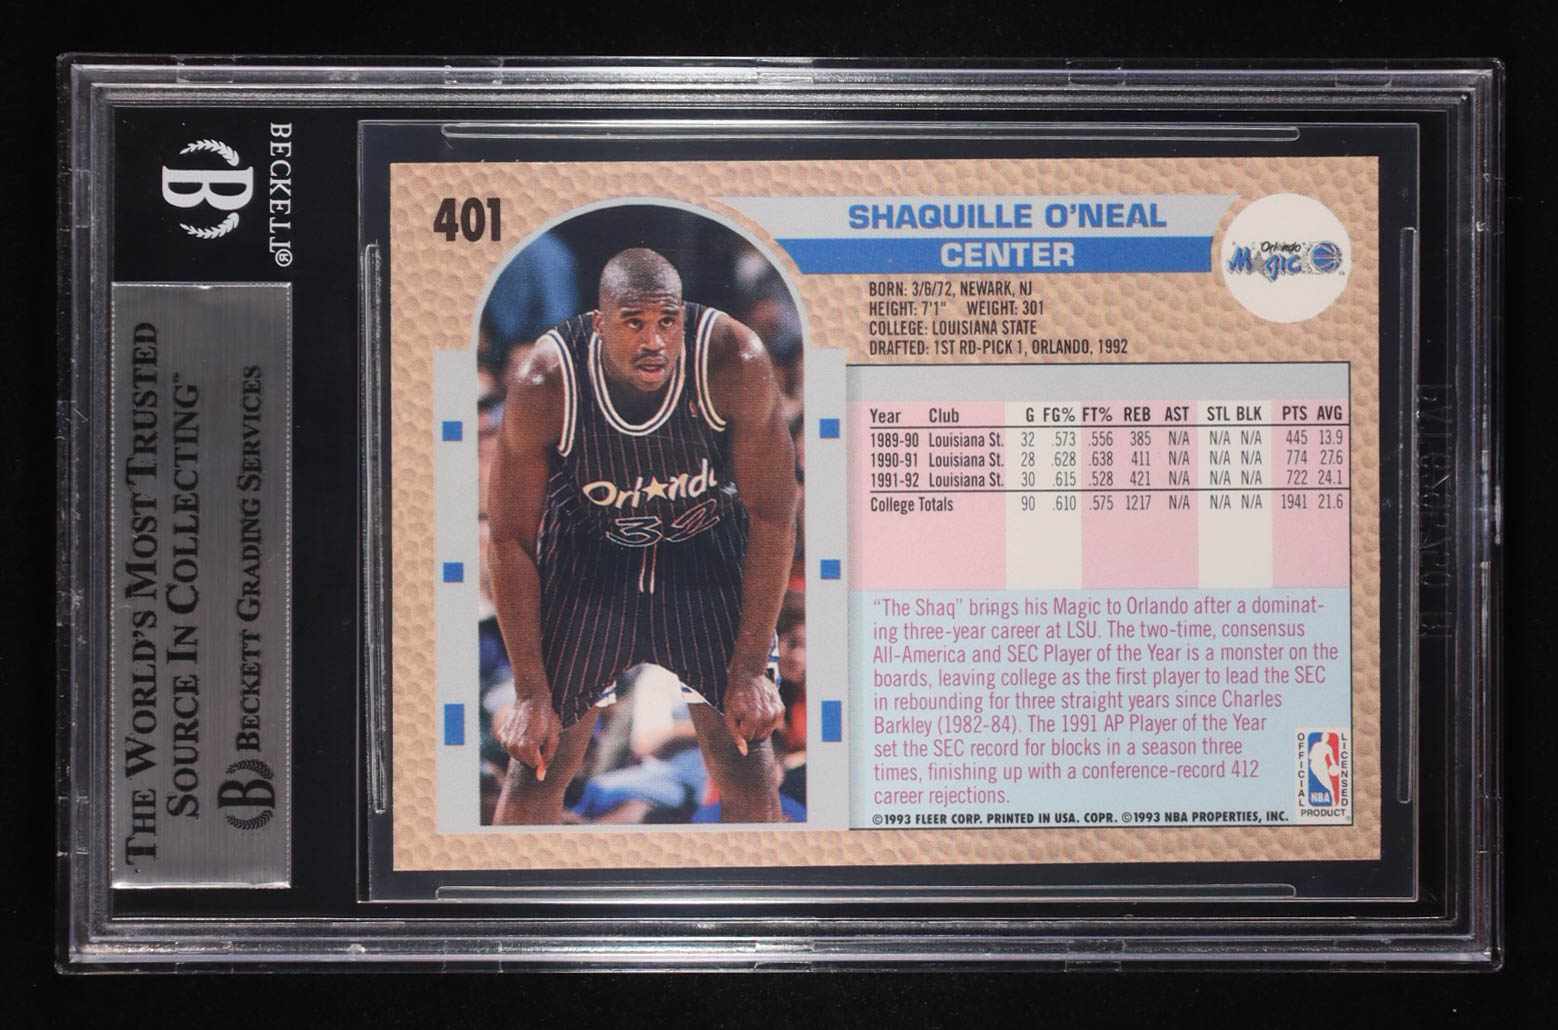 BECKETT®
B
THE WORLD'S MOST TRUSTED
SOURCE IN COLLECTING™
B BECKETT GRADING SERVICES
401
SHAQUILLE O'NEAL
CENTER
Orlando
Magic
BORN: 3/6/72, NEWARK, NJ
HEIGHT: 7'1" WEIGHT: 301
COLLEGE: LOUISIANA STATE
DRAFTED: 1ST RD-PICK 1, ORLANDO, 1992
Orlando
32
Year Club G FG% FT% REB AST STL BLK PTS AVG
1989-90 Louisiana St. 32 .573 .556 385 N/A N/A N/A 445 13.9
1990-91 Louisiana St. 28 .628 .638 411 N/A N/A N/A 774 27.6
1991-92 Louisiana St. 30 .615 .528 421 N/A N/A N/A 722 24.1
College Totals 90 .610 .575 1217 N/A N/A N/A 1941 21.6
“The Shaq” brings his Magic to Orlando after a dominat-
ing three-year career at LSU. The two-time, consensus
All-America and SEC Player of the Year is a monster on the
boards, leaving college as the first player to lead the SEC
in rebounding for three straight years since Charles
Barkley (1982-84). The 1991 AP Player of the Year
set the SEC record for blocks in a season three
times, finishing up with a conference-record 412
career rejections.
OFFICIAL LICENSED
NBA
PRODUCT
©1993 FLEER CORP. PRINTED IN USA. COPR. ©1993 NBA PROPERTIES, INC.